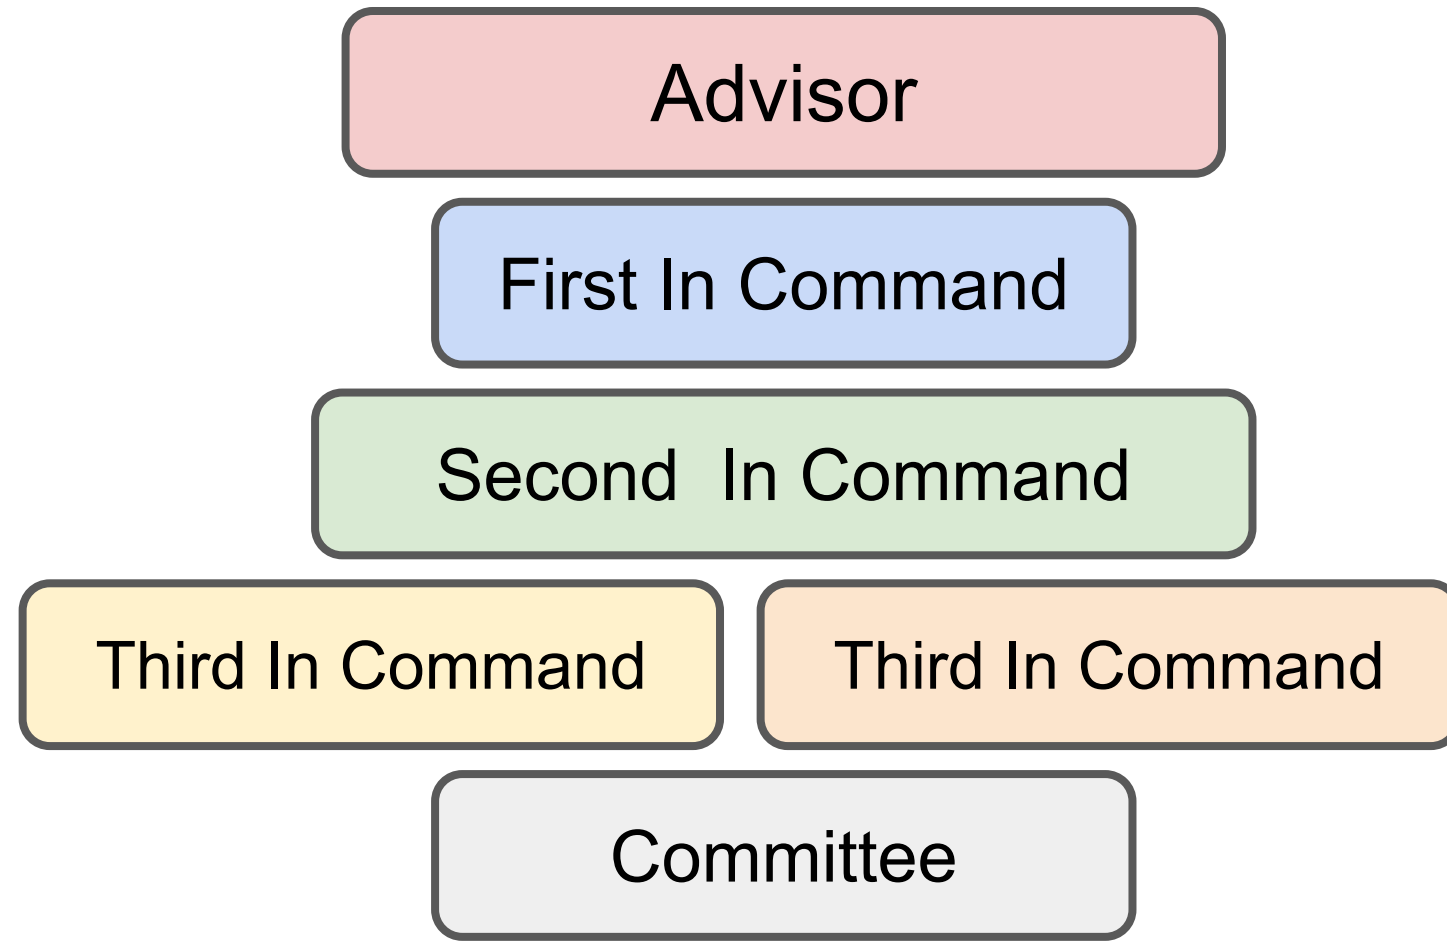 Advisor
First In Command
Second  In Command
Third In Command
Third In Command
Committee